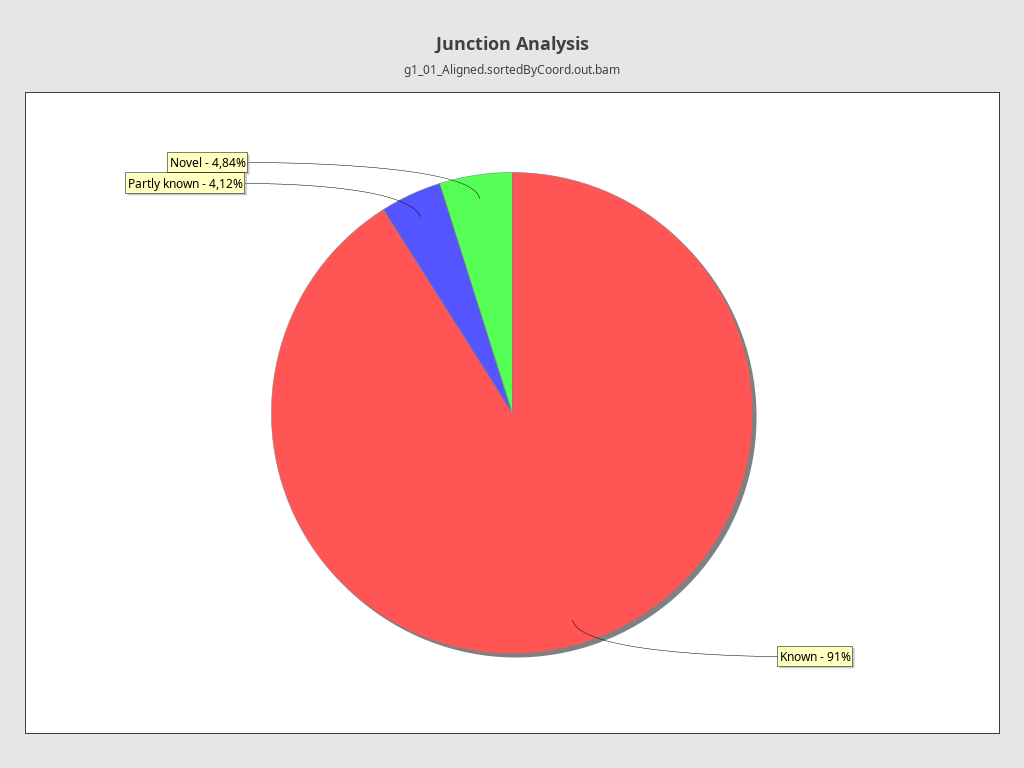 Junction Analysis
g1_01_Aligned.sortedByCoord.out.bam
Novel - 4,84%
Partly known - 4,12%
Known - 91%